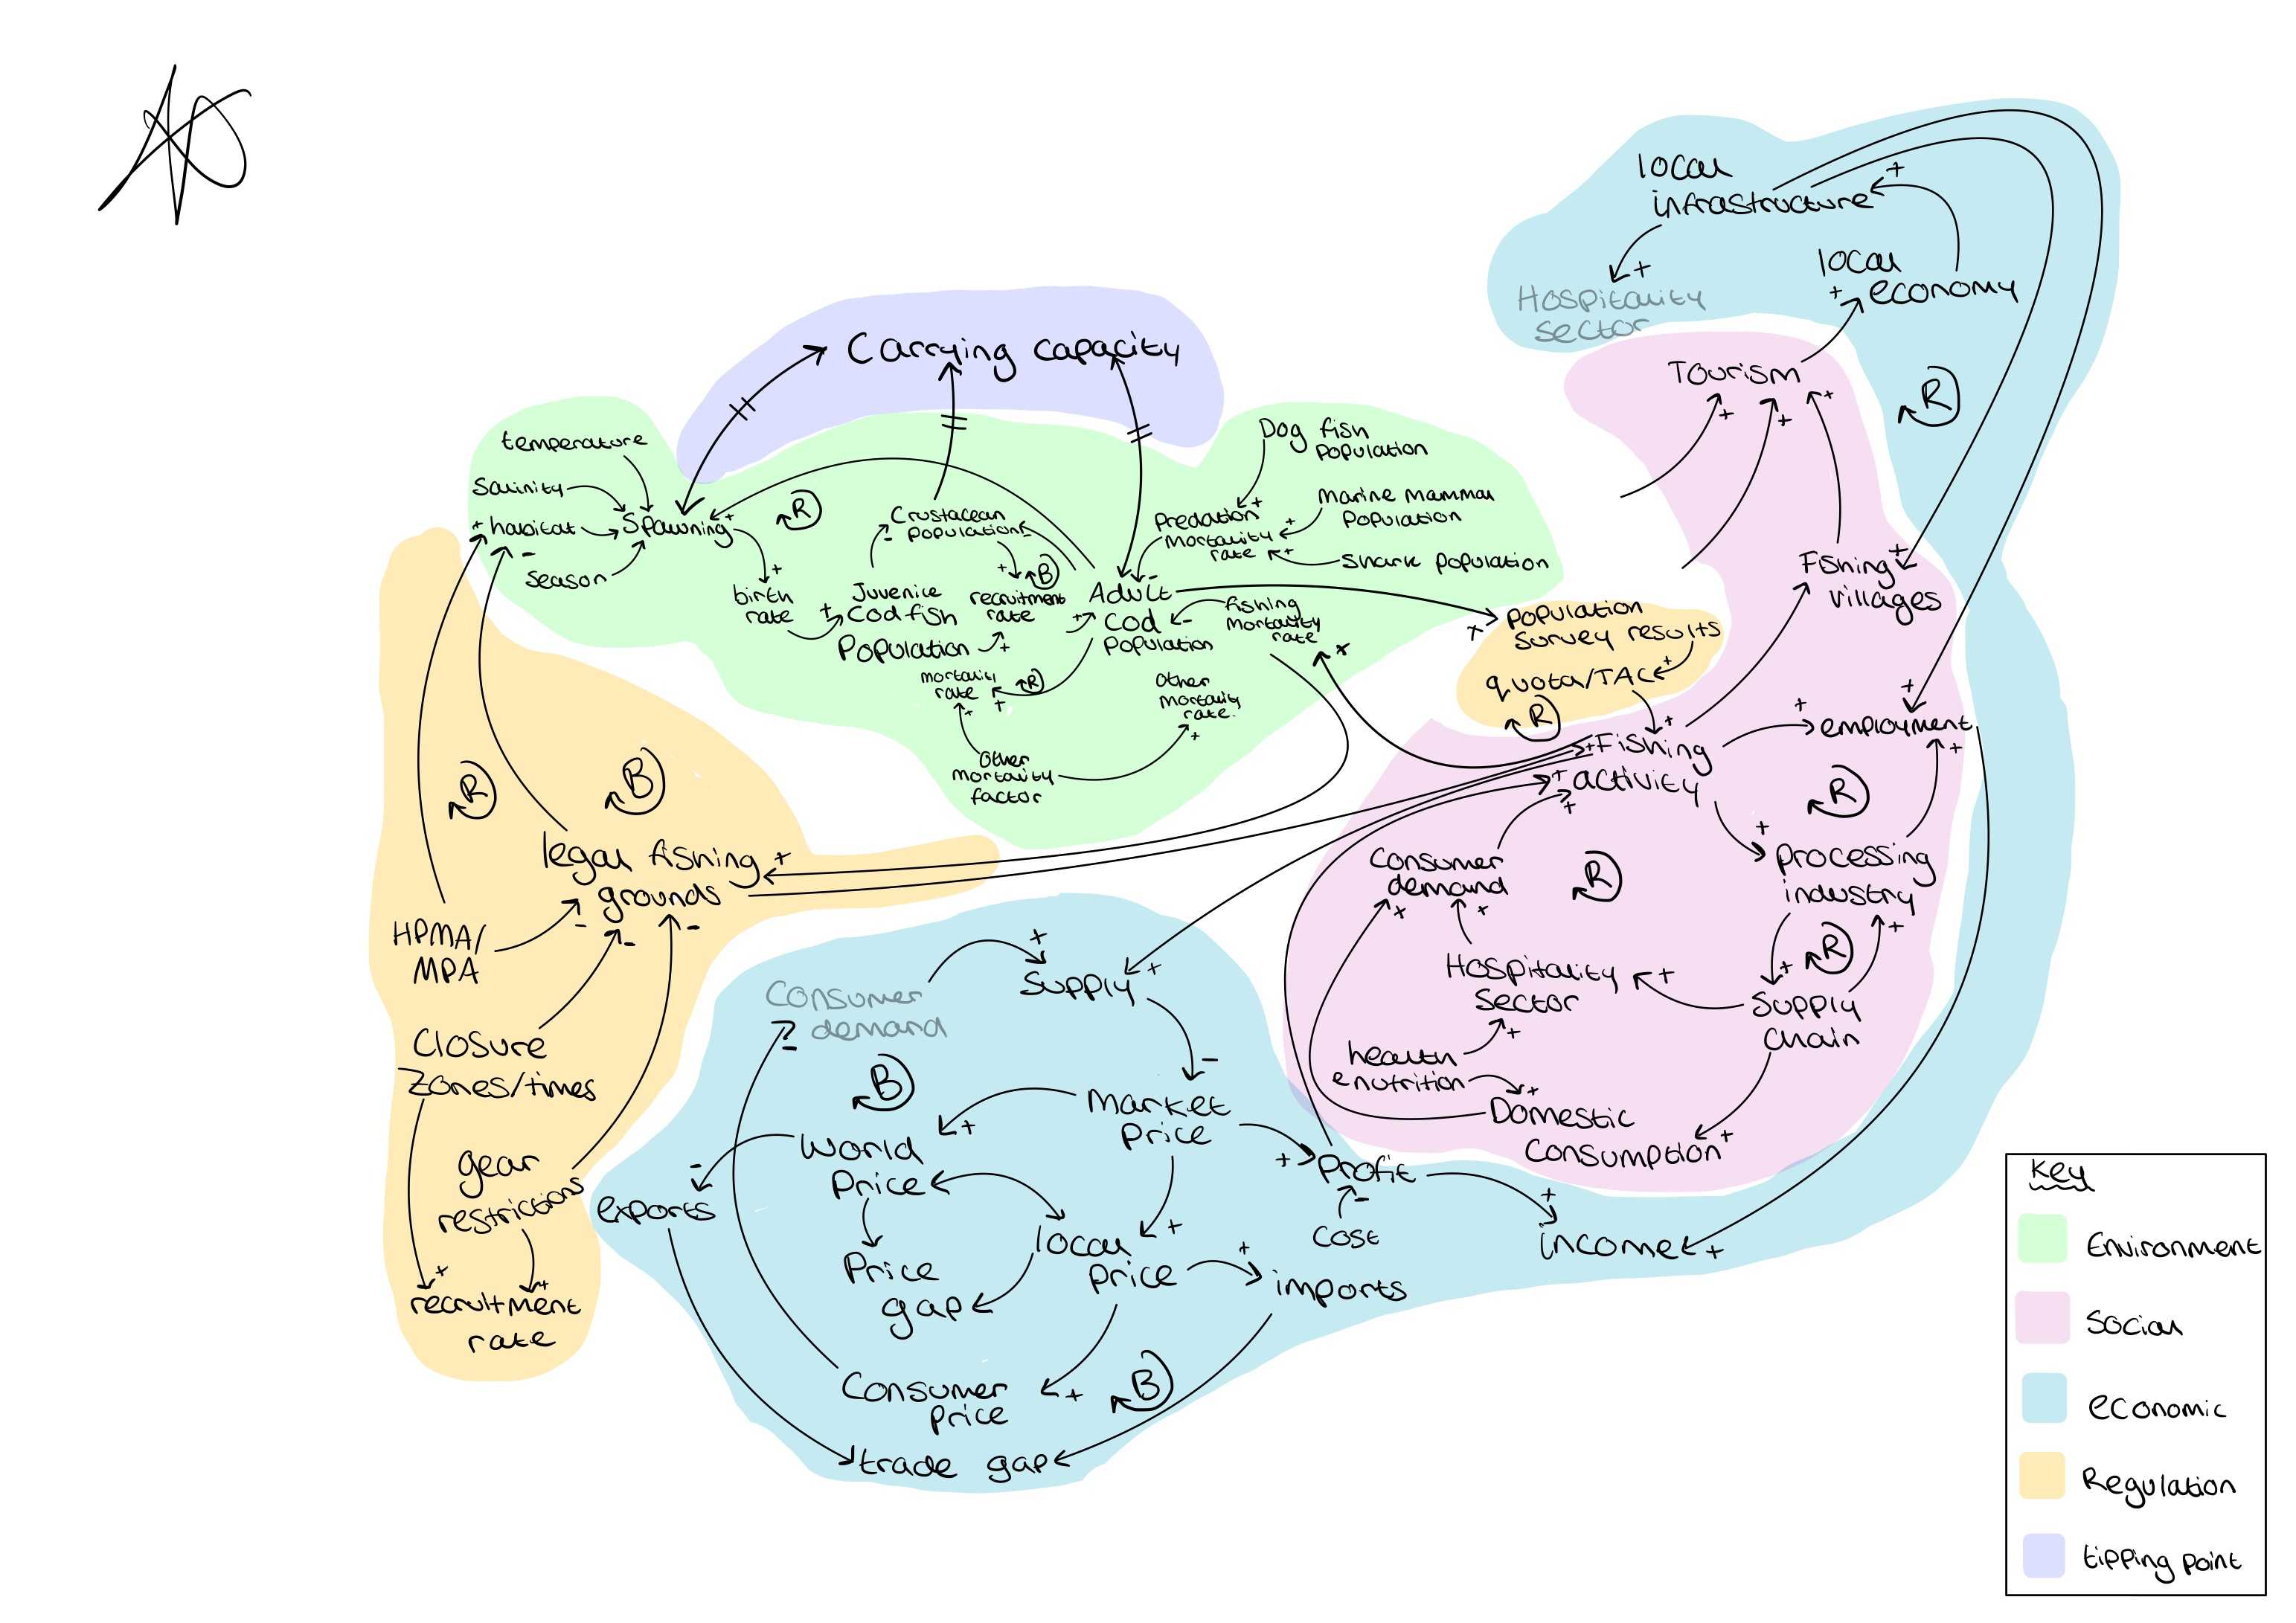 local
infrastructure
+
Hospitality
sector
+
local
economy
+
Tourism
+
+
+
R
Carrying capacity
temperature
Salinity
+ habitat
-
season
Spawning
+
R
birth
rate
+
Crustacean
population
-
-
Juvenice
Codfish
Population
+
+
recruitment
rate
+
B
+
Adult
cod
population
-
-
+
mortality
rate
+
+
R
Other
mortality
factor
Other
mortality
rate.
+
Dog fish
population
Predation
mortality
rate
+
+
+
Marine mammal
population
Shark population
fishing
mortality
rate
+
+
population
survey results
quota/TAC
+
R
Fishing
villages
+
employment
+
+
+
Fishing
activity
+
+
+
+
R
processing
industry
+
+
R
Supply
chain
+
Consumer
demand
+
+
R
Hospitality
sector
+
+
health
& nutrition
+
Domestic
Consumption
+
R
B
legal fishing
grounds
+
-
-
-
HPMA/
MPA
Closure
zones/times
gear
restrictions
+
+
recruitment
rate
Consumer
demand
?
-
+
Supply
+
-
B
market
price
World
Price
+
-
exports
Price
gap
local
price
+
+
imports
Profit
+
-
cost
+
income
+
Consumer
price
+
B
trade gap
Key
Environment
Social
economic
Regulation
tipping point